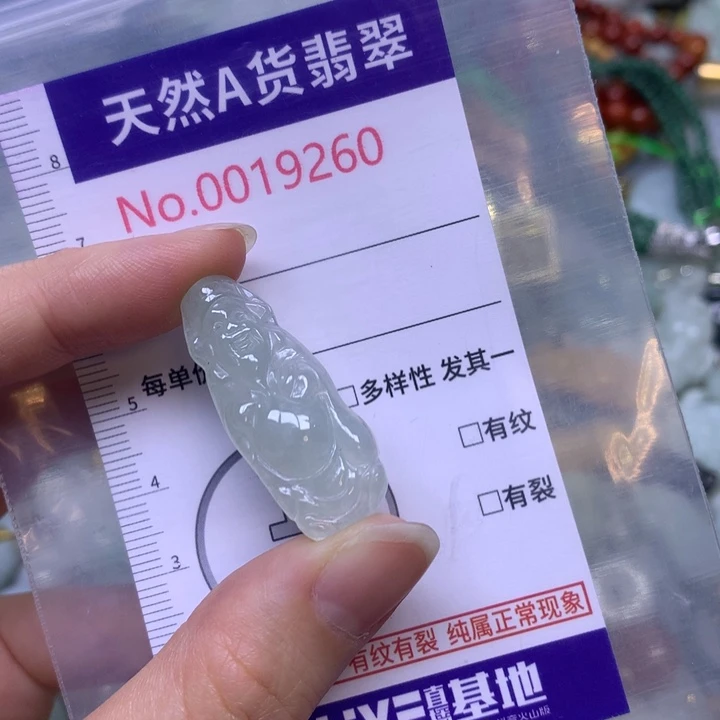 天然A货翡翠
No.0019260
8
7
每单价
□多样性 发其一
5
□有纹
4
□有裂
3
有纹有裂 纯属正常现象
基地